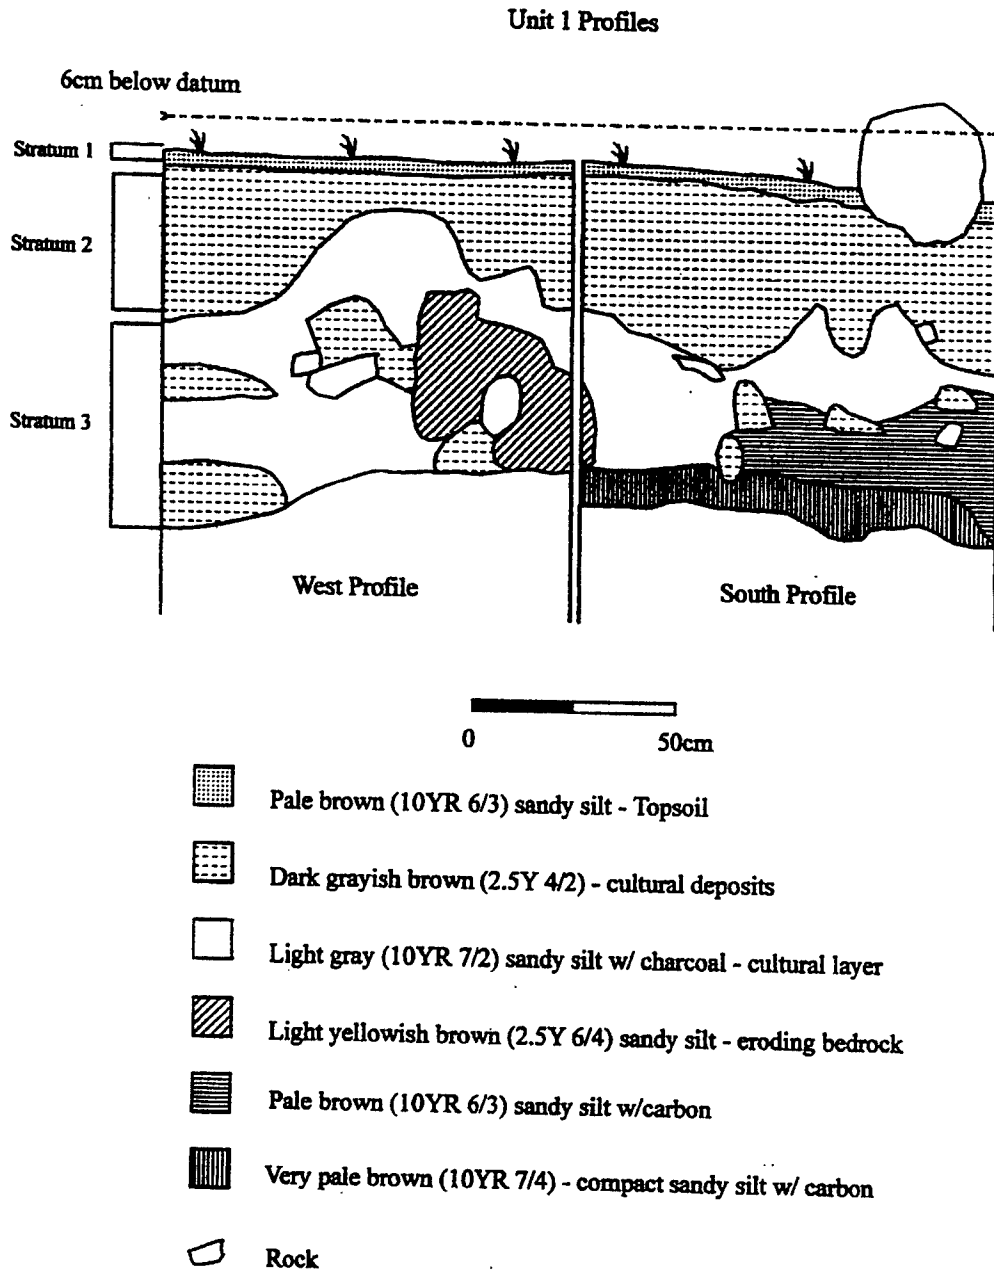 Unit 1 Profiles
6cm below datum
Stratum 1
Stratum 2
Stratum 3
West Profile
South Profile
0 50cm
Pale brown (10YR 6/3) sandy silt - Topsoil
Dark grayish brown (2.5Y 4/2) - cultural deposits
Light gray (10YR 7/2) sandy silt w/ charcoal - cultural layer
Light yellowish brown (2.5Y 6/4) sandy silt - eroding bedrock
Pale brown (10YR 6/3) sandy silt w/carbon
Very pale brown (10YR 7/4) - compact sandy silt w/ carbon
Rock